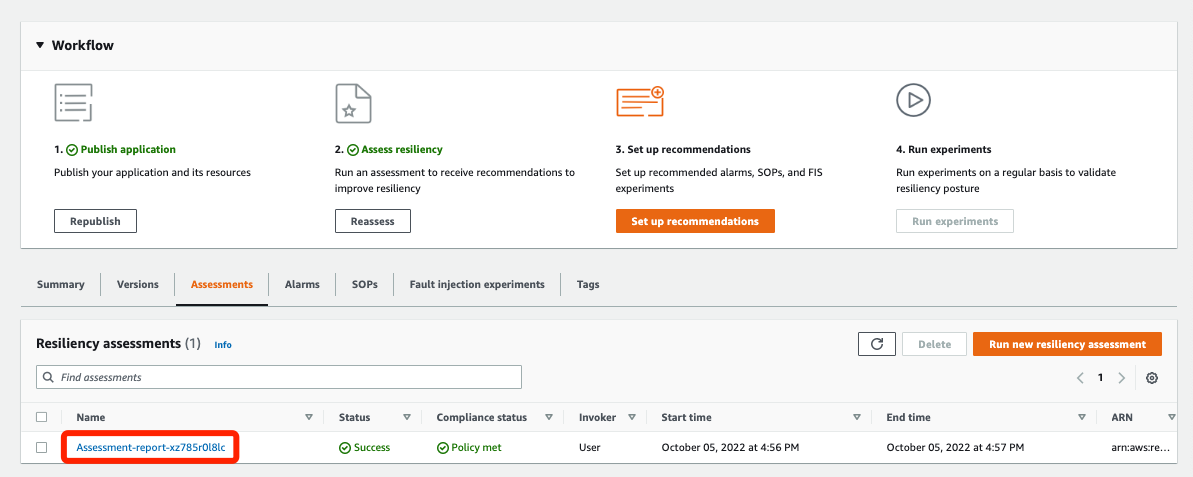 Workflow
1. Publish application
Publish your application and its resources
Republish
2. Assess resiliency
Run an assessment to receive recommendations to
improve resiliency
Reassess
3. Set up recommendations
Set up recommended alarms, SOPs, and FIS
experiments
Set up recommendations
4. Run experiments
Run experiments on a regular basis to validate
resiliency posture
Run experiments
Summary Versions Assessments Alarms SOPs Fault injection experiments Tags
Resiliency assessments (1) Info Delete Run new resiliency assessment
Find assessments 1
Name Status Compliance status Invoker Start time End time ARN
Assessment-report-xz785r0l8lc Success Policy met User October 05, 2022 at 4:56 PM October 05, 2022 at 4:57 PM arn:aws:re...